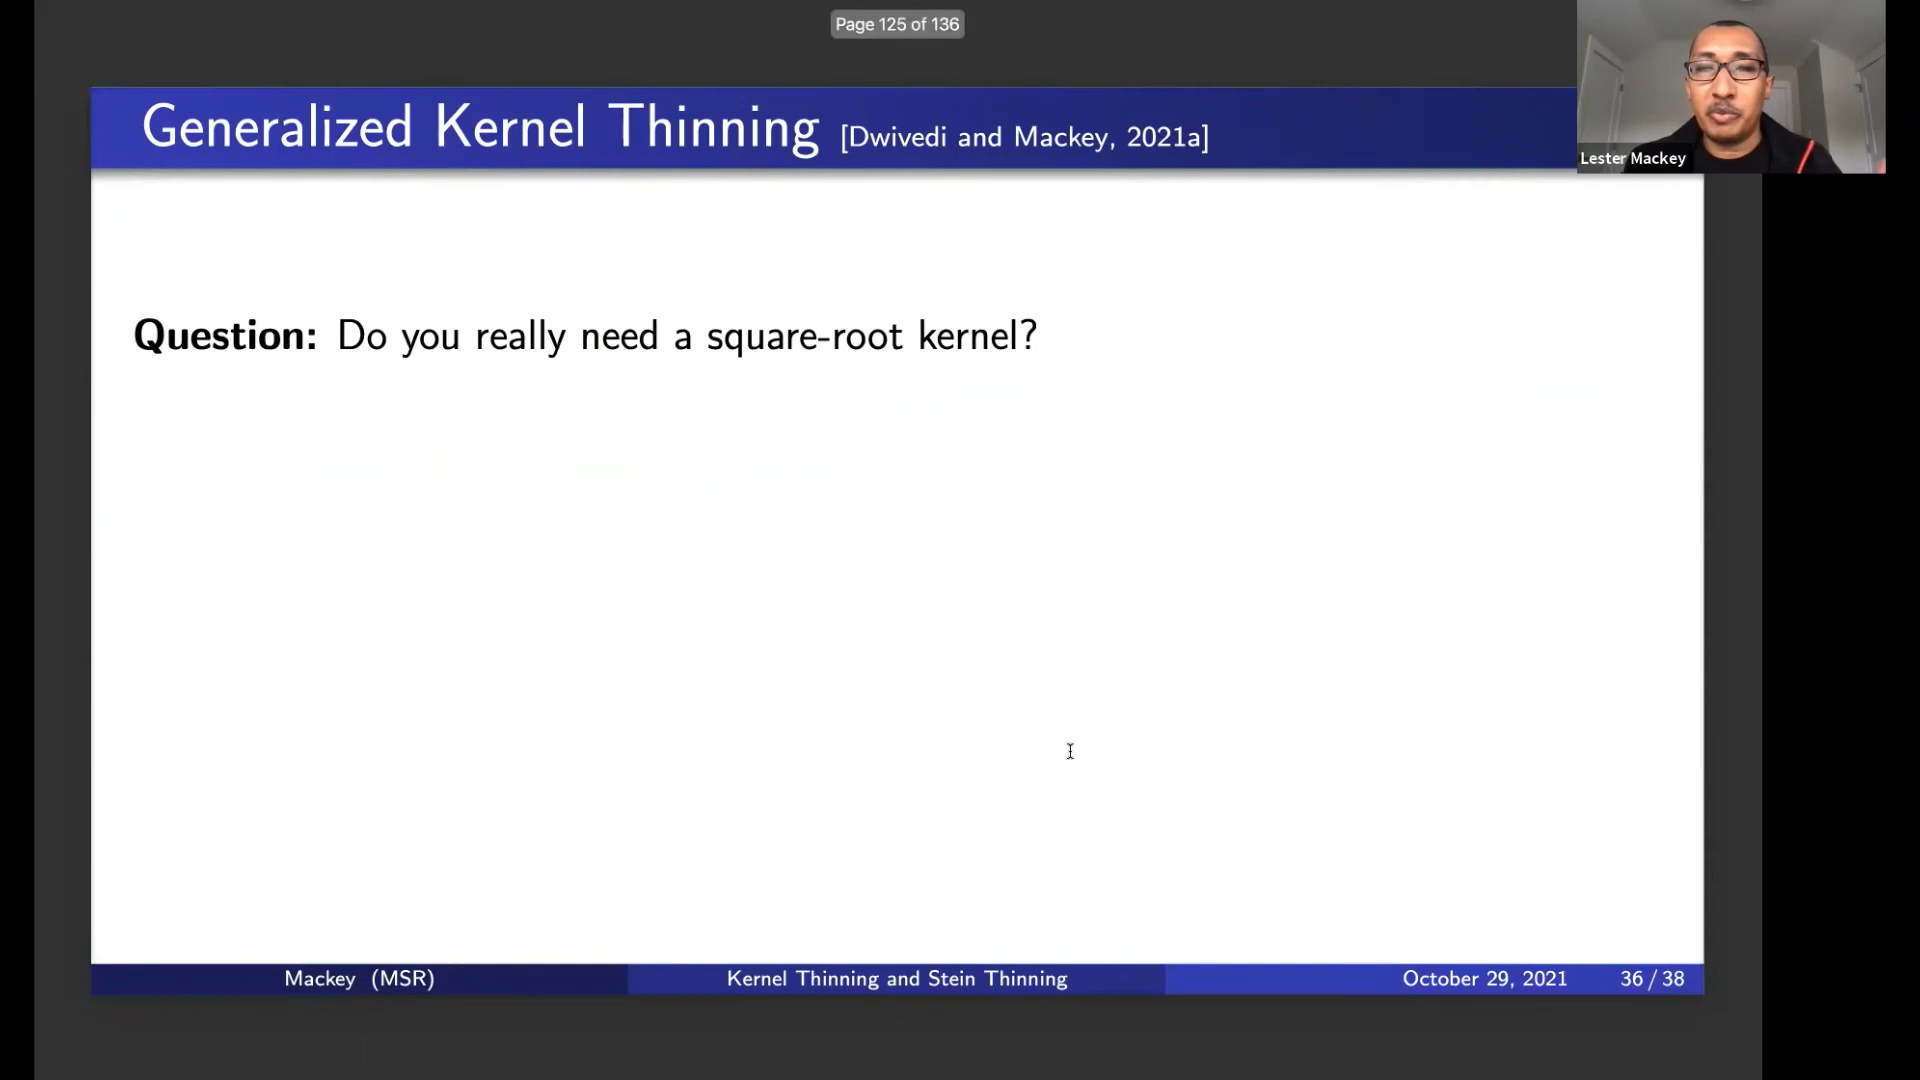 Page 125 of 136
Generalized Kernel Thinning [Dwivedi and Mackey, 2021a]
Lester Mackey
Question: Do you really need a square-root kernel?
Mackey (MSR) Kernel Thinning and Stein Thinning October 29, 2021 36 / 38